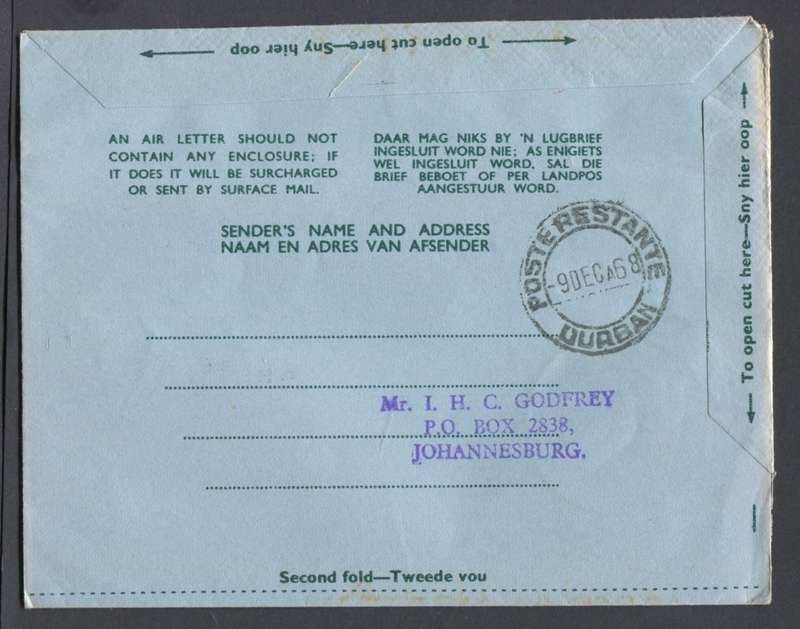 To open cut here—Sny hier oop
AN AIR LETTER SHOULD NOT
CONTAIN ANY ENCLOSURE; IF
IT DOES IT WILL BE SURCHARGED
OR SENT BY SURFACE MAIL.
DAAR MAG NIKS BY 'N LUGBRIEF
INGESLUIT WORD NIE; AS ENIGIETS
WEL INGESLUIT WORD, SAL DIE
BRIEF BEBOET OF PER LANDPOS
AANGESTUUR WORD.
SENDER'S NAME AND ADDRESS
NAAM EN ADRES VAN AFSENDER
POSTE RESTANTE
-9DECA68
DURBAN
To open cut here—Sny hier oop
Mr. I. H. C. GODFREY
P.O. BOX 2838,
JOHANNESBURG.
Second fold—Tweede vou